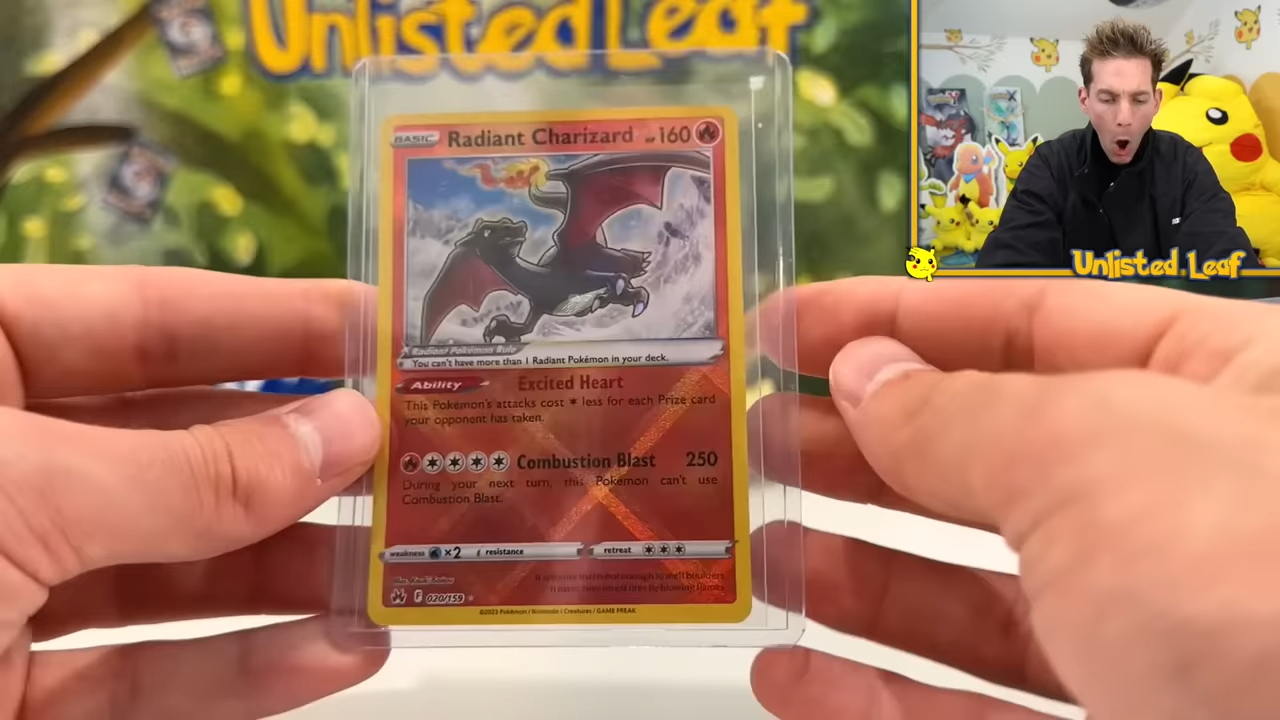 Unlisted Leaf
BASIC Radiant Charizard HP 160
Radiant Pokémon Rule
You can't have more than 1 Radiant Pokémon in your deck.
Ability Excited Heart
This Pokémon's attacks cost less for each Prize card
your opponent has taken.
Combustion Blast 250
During your next turn, this Pokémon can't use
Combustion Blast.
weakness ×2 resistance retreat
F 020/159
©2023 Pokémon / Nintendo / Creatures / GAME FREAK
Unlisted Leaf